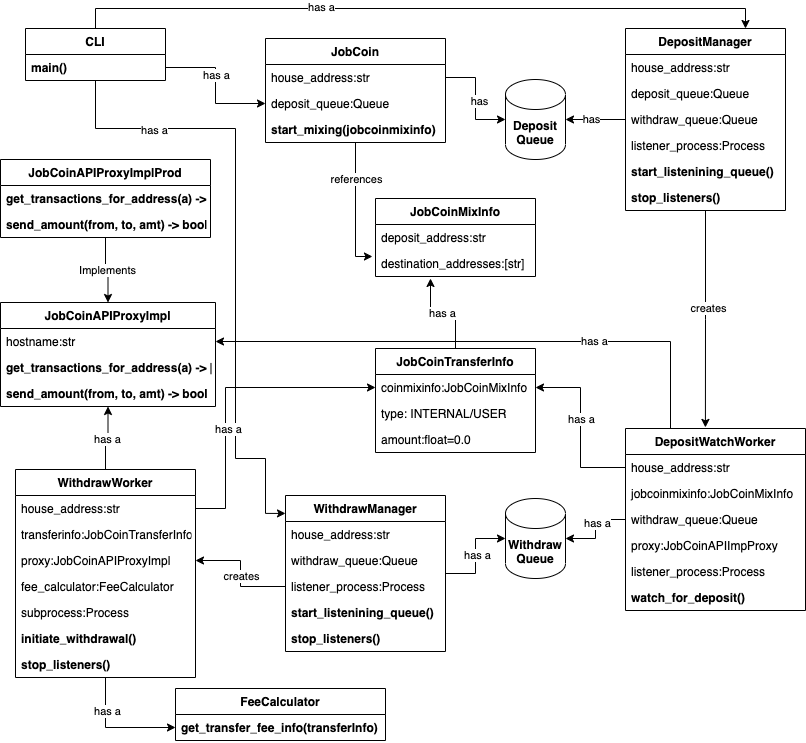 has a
CLI
main()
has a
has a
JobCoin
house_address:str
deposit_queue:Queue
start_mixing(jobcoinmixinfo)
has
Deposit
Queue
has
DepositManager
house_address:str
deposit_queue:Queue
withdraw_queue:Queue
listener_process:Process
start_listenining_queue()
stop_listeners()
JobCoinAPIProxyImplProd
get_transactions_for_address(a) ->
send_amount(from, to, amt) -> bool
Implements
references
JobCoinMixInfo
deposit_address:str
destination_addresses:[str]
has a
creates
JobCoinAPIProxyImpl
hostname:str
get_transactions_for_address(a) -> |
send_amount(from, to, amt) -> bool
has a
JobCoinTransferInfo
coinmixinfo:JobCoinMixInfo
type: INTERNAL/USER
amount:float=0.0
has a
has a
has a
DepositWatchWorker
house_address:str
jobcoinmixinfo:JobCoinMixInfo
withdraw_queue:Queue
proxy:JobCoinAPIImpProxy
listener_process:Process
watch_for_deposit()
WithdrawWorker
house_address:str
transferinfo:JobCoinTransferInfo
proxy:JobCoinAPIProxyImpl
fee_calculator:FeeCalculator
subprocess:Process
initiate_withdrawal()
stop_listeners()
creates
WithdrawManager
house_address:str
withdraw_queue:Queue
listener_process:Process
start_listenining_queue()
stop_listeners()
has a
Withdraw
Queue
has a
has a
FeeCalculator
get_transfer_fee_info(transferInfo)